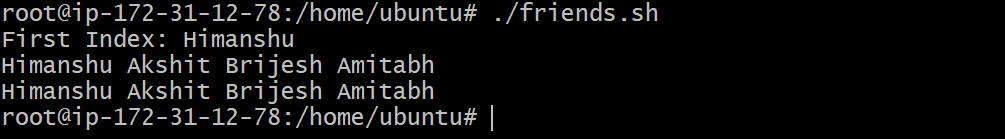 root@ip-172-31-12-78:/home/ubuntu# ./friends.sh
First Index: Himanshu
Himanshu Akshit Brijesh Amitabh
Himanshu Akshit Brijesh Amitabh
root@ip-172-31-12-78:/home/ubuntu#